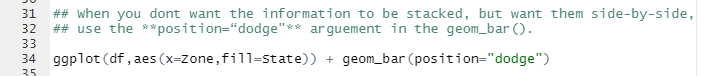 31 ## When you dont want the information to be stacked, but want them side-by-side,
32 ## use the **position=“dodge"** arguement in the geom_bar().
33
34 ggplot(df,aes(x=Zone,fill=State)) + geom_bar(position="dodge")
35